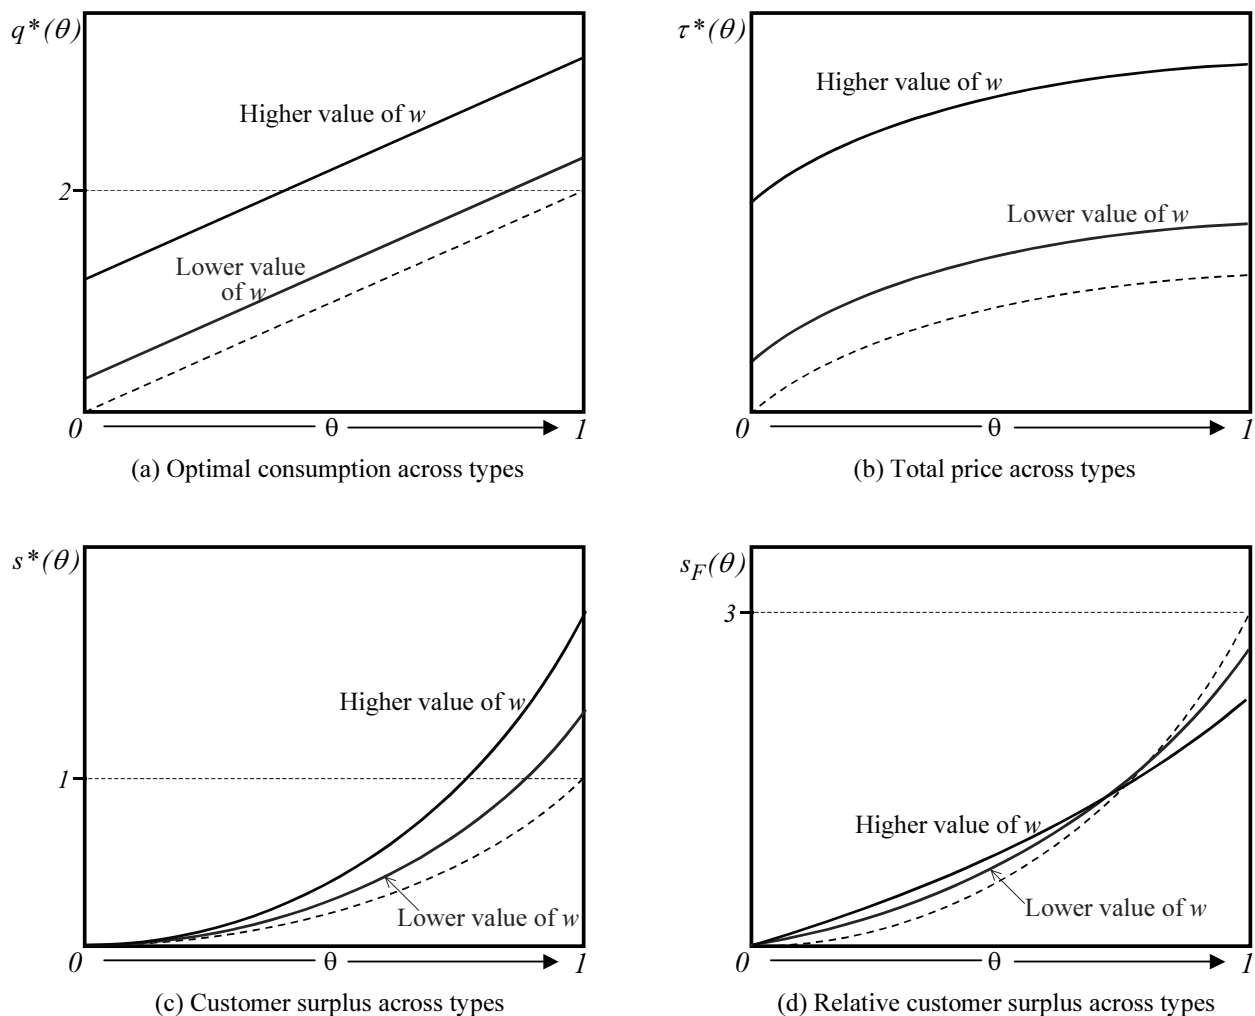 q*(θ)
Higher value of w
2
Lower value
of w
0
θ
1
(a) Optimal consumption across types
τ*(θ)
Higher value of w
Lower value of w
0
θ
1
(b) Total price across types
s*(θ)
Higher value of w
1
Lower value of w
0
θ
1
(c) Customer surplus across types
s_F(θ)
3
Higher value of w
Lower value of w
0
θ
1
(d) Relative customer surplus across types